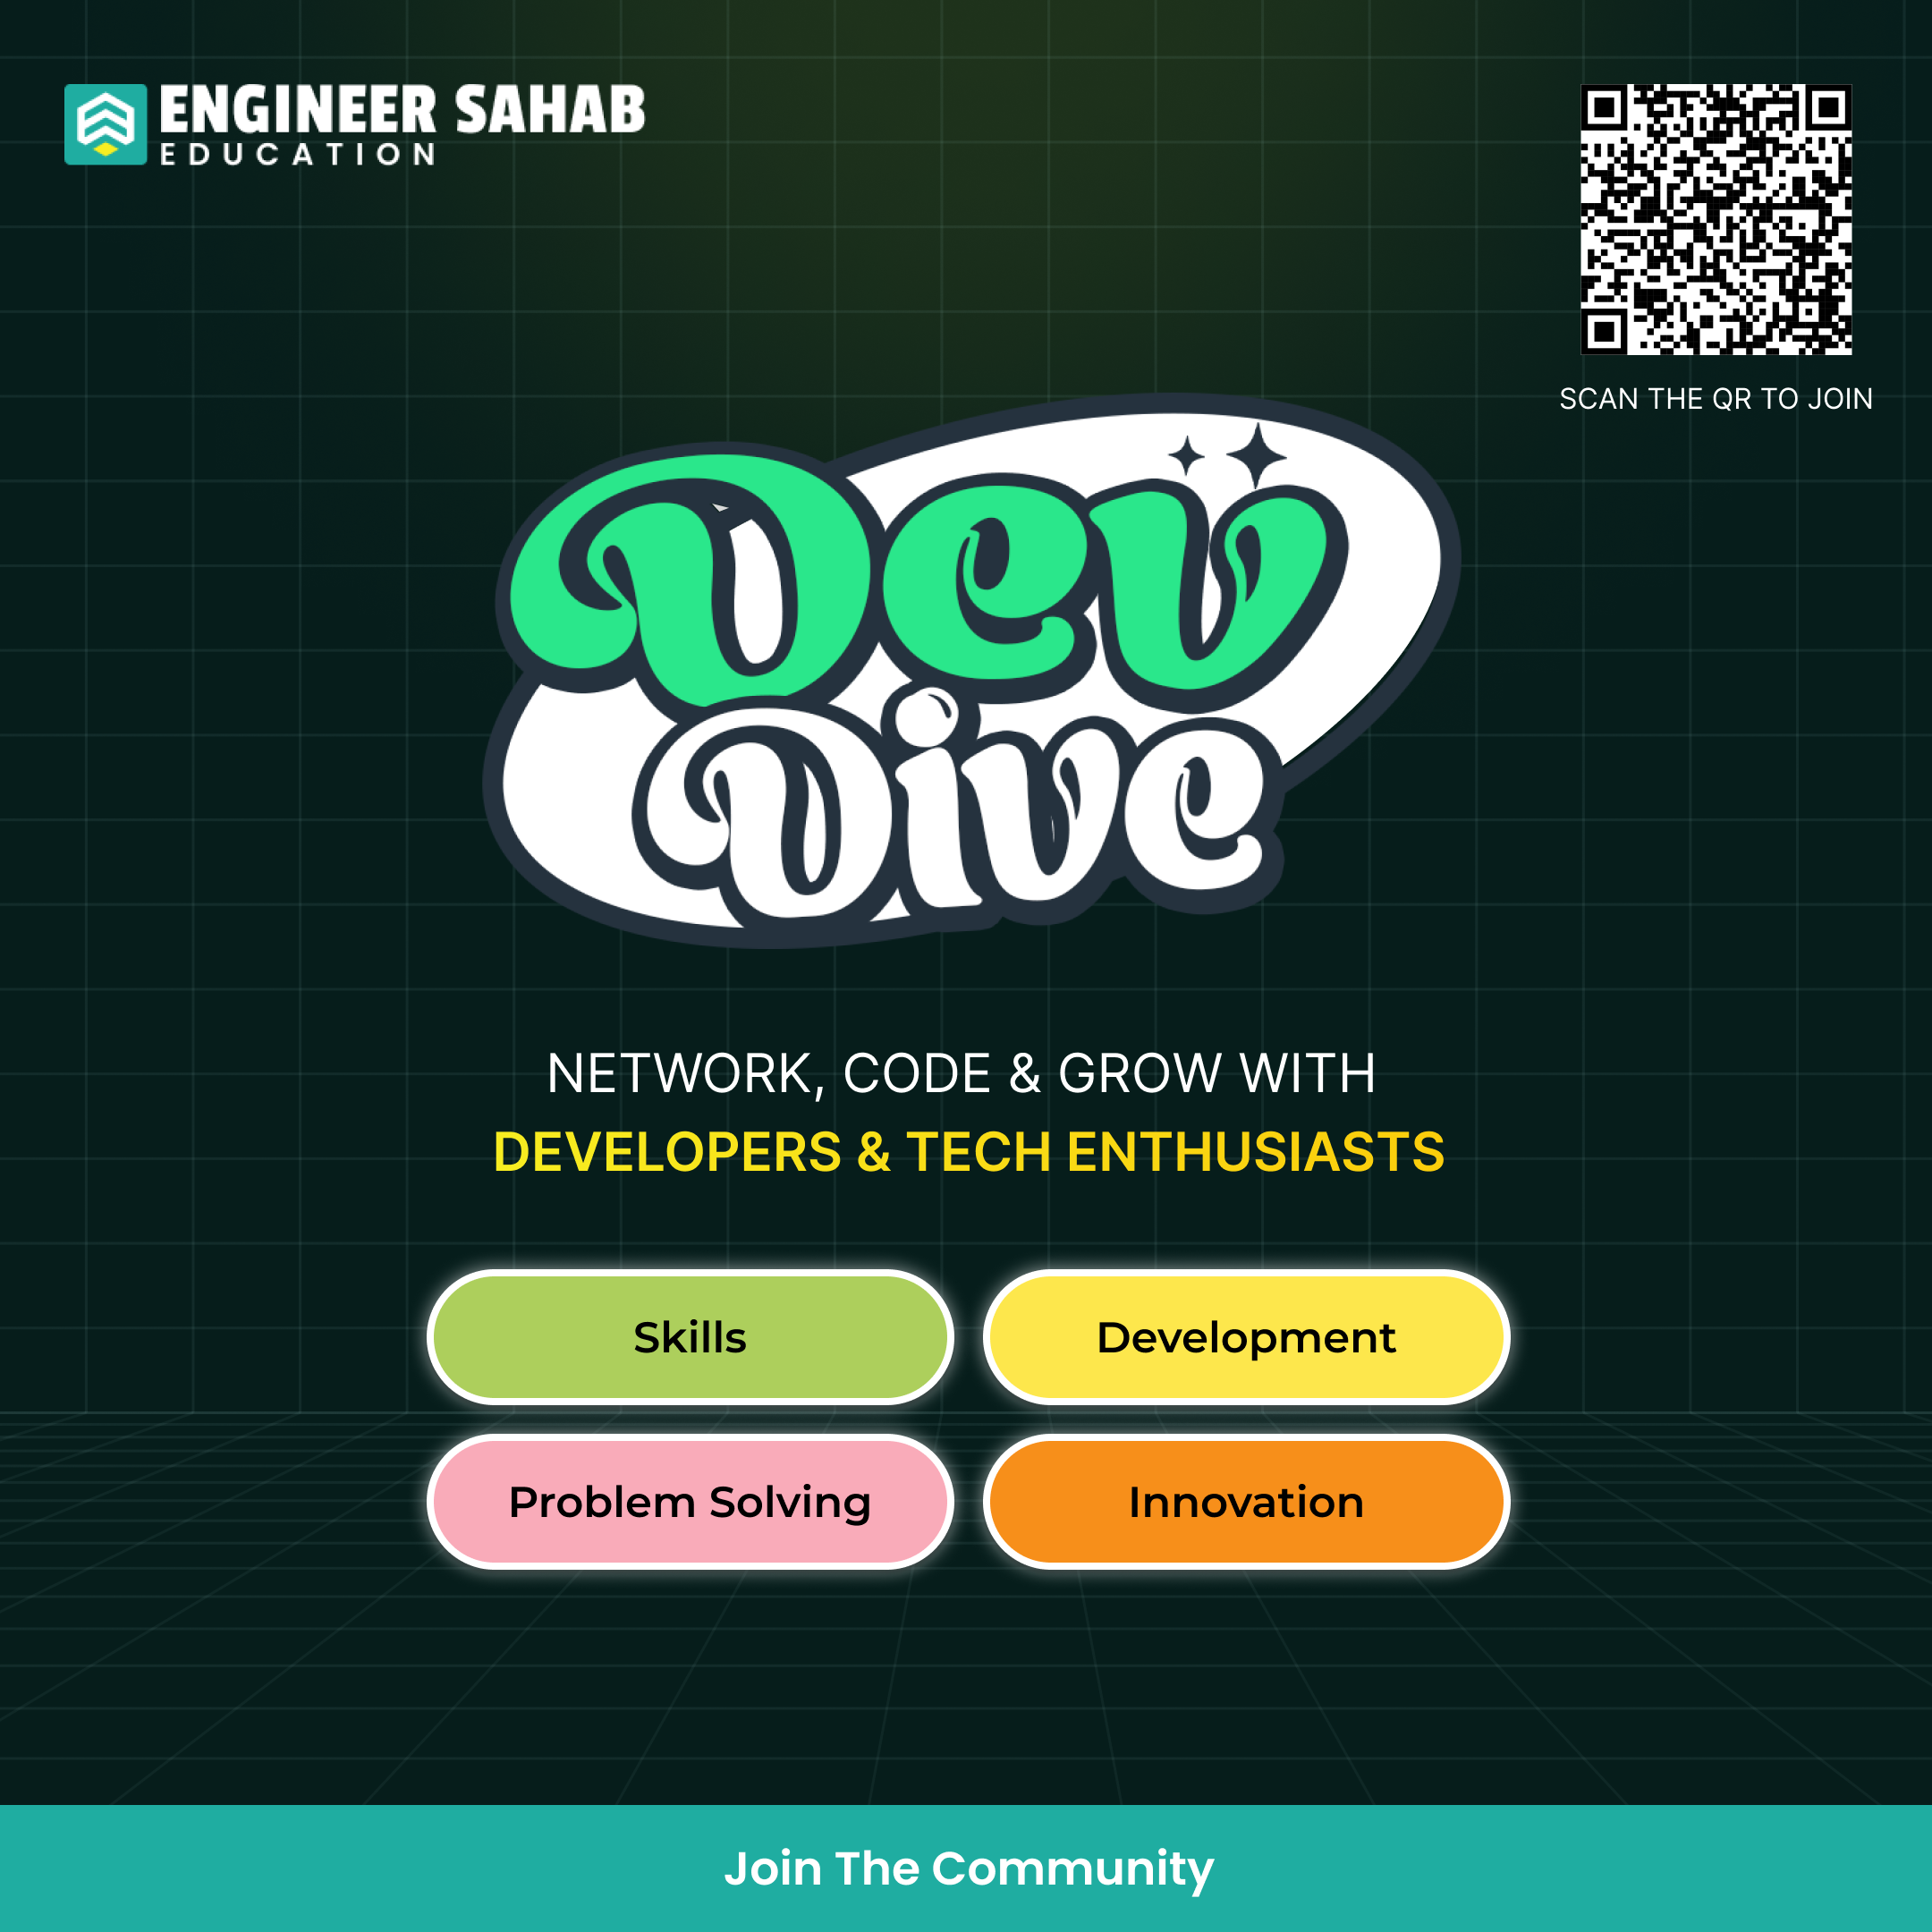 ENGINEER SAHAB
EDUCATION
SCAN THE QR TO JOIN
Dev
Dive
NETWORK, CODE & GROW WITH
DEVELOPERS & TECH ENTHUSIASTS
Skills
Development
Problem Solving
Innovation
Join The Community